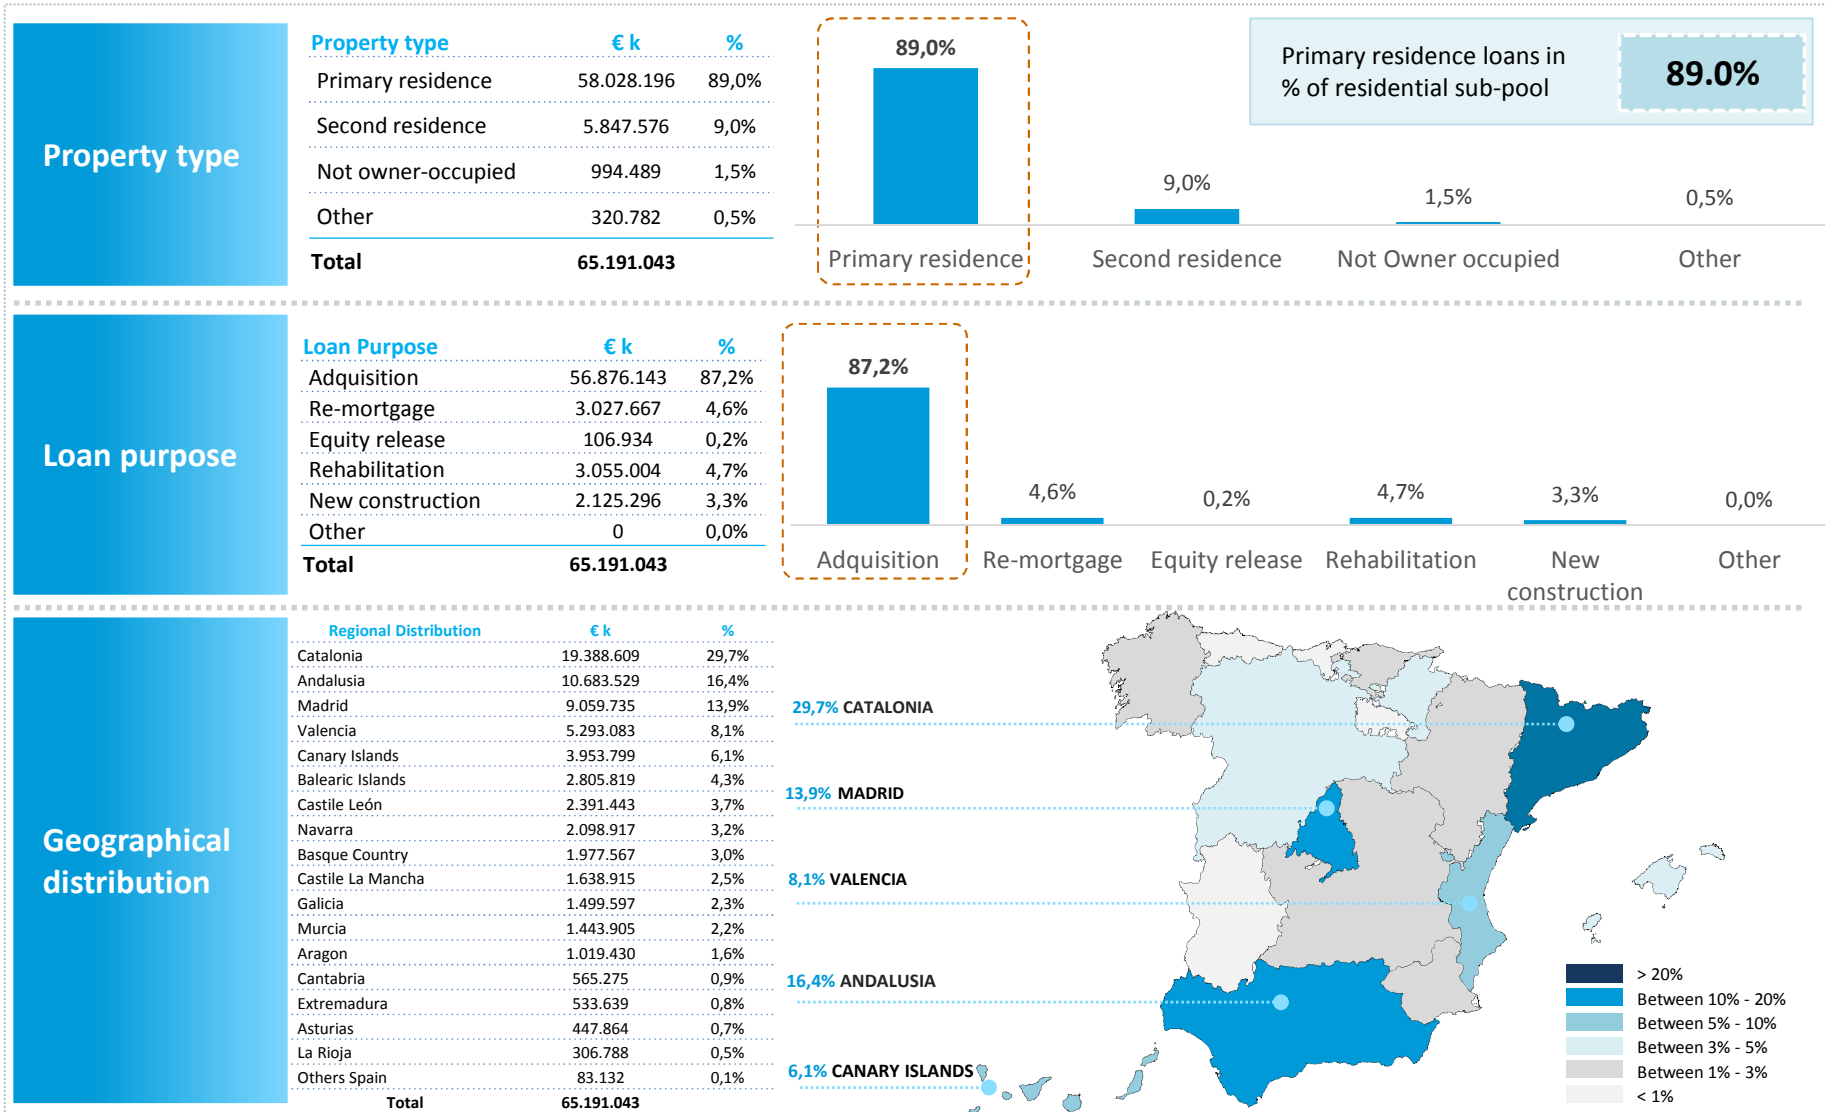 Property type
Property type € k %
Primary residence 58.028.196 89,0%
Second residence 5.847.576 9,0%
Not owner-occupied 994.489 1,5%
Other 320.782 0,5%
Total 65.191.043
89,0%
9,0%
1,5%
0,5%
Primary residence Second residence Not Owner occupied Other
Primary residence loans in
% of residential sub-pool
89.0%
Loan purpose
Loan Purpose € k %
Adquisition 56.876.143 87,2%
Re-mortgage 3.027.667 4,6%
Equity release 106.934 0,2%
Rehabilitation 3.055.004 4,7%
New construction 2.125.296 3,3%
Other 0 0,0%
Total 65.191.043
87,2%
4,6%
0,2%
4,7%
3,3%
0,0%
Adquisition Re-mortgage Equity release Rehabilitation New Other
construction
Geographical
distribution
Regional Distribution € k %
Catalonia 19.388.609 29,7%
Andalusia 10.683.529 16,4%
Madrid 9.059.735 13,9%
Valencia 5.293.083 8,1%
Canary Islands 3.953.799 6,1%
Balearic Islands 2.805.819 4,3%
Castile León 2.391.443 3,7%
Navarra 2.098.917 3,2%
Basque Country 1.977.567 3,0%
Castile La Mancha 1.638.915 2,5%
Galicia 1.499.597 2,3%
Murcia 1.443.905 2,2%
Aragon 1.019.430 1,6%
Cantabria 565.275 0,9%
Extremadura 533.639 0,8%
Asturias 447.864 0,7%
La Rioja 306.788 0,5%
Others Spain 83.132 0,1%
Total 65.191.043
29,7% CATALONIA
13,9% MADRID
8,1% VALENCIA
16,4% ANDALUSIA
6,1% CANARY ISLANDS
> 20%
Between 10% - 20%
Between 5% - 10%
Between 3% - 5%
Between 1% - 3%
< 1%